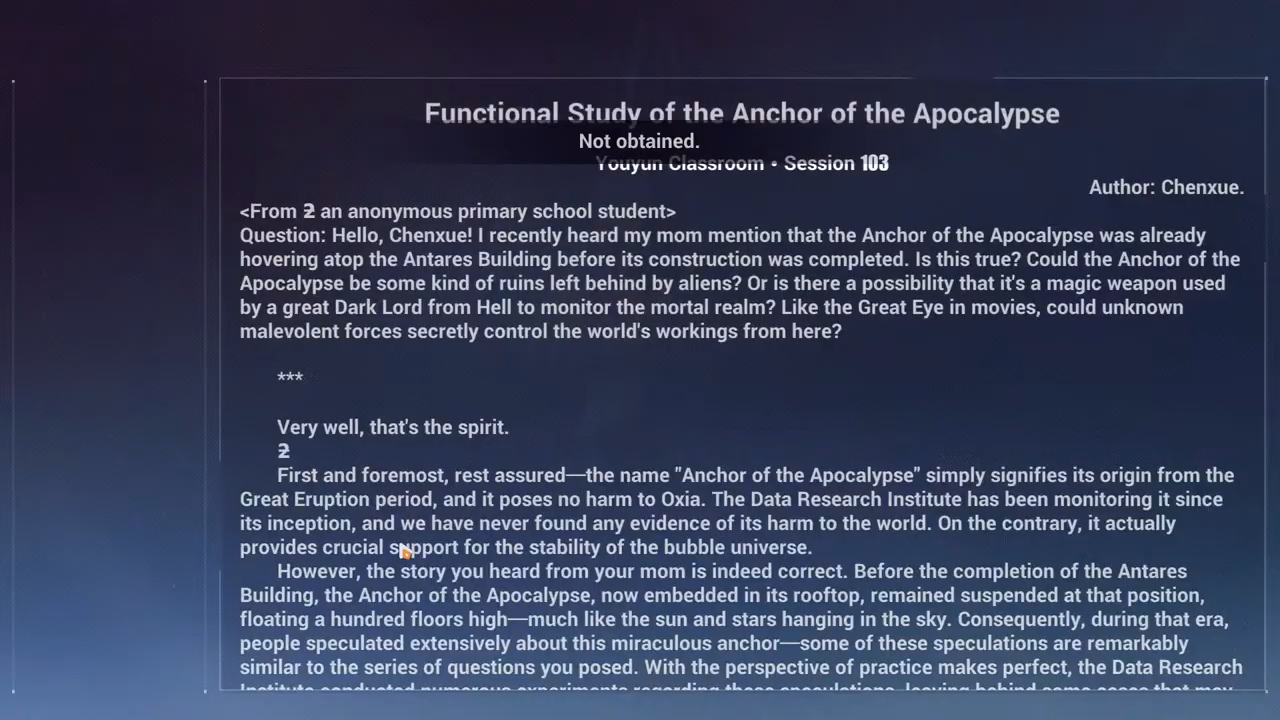 Functional Study of the Anchor of the Apocalypse
Not obtained.
Youyun Classroom • Session 103
Author: Chenxue.
<From 2 an anonymous primary school student>
Question: Hello, Chenxue! I recently heard my mom mention that the Anchor of the Apocalypse was already
hovering atop the Antares Building before its construction was completed. Is this true? Could the Anchor of the
Apocalypse be some kind of ruins left behind by aliens? Or is there a possibility that it's a magic weapon used
by a great Dark Lord from Hell to monitor the mortal realm? Like the Great Eye in movies, could unknown
malevolent forces secretly control the world's workings from here?
***
Very well, that's the spirit.
2
First and foremost, rest assured—the name "Anchor of the Apocalypse" simply signifies its origin from the
Great Eruption period, and it poses no harm to Oxia. The Data Research Institute has been monitoring it since
its inception, and we have never found any evidence of its harm to the world. On the contrary, it actually
provides crucial support for the stability of the bubble universe.
However, the story you heard from your mom is indeed correct. Before the completion of the Antares
Building, the Anchor of the Apocalypse, now embedded in its rooftop, remained suspended at that position,
floating a hundred floors high—much like the sun and stars hanging in the sky. Consequently, during that era,
people speculated extensively about this miraculous anchor—some of these speculations are remarkably
similar to the series of questions you posed. With the perspective of practice makes perfect, the Data Research
Institute conducted numerous experiments regarding these speculations, leaving behind some cases that may